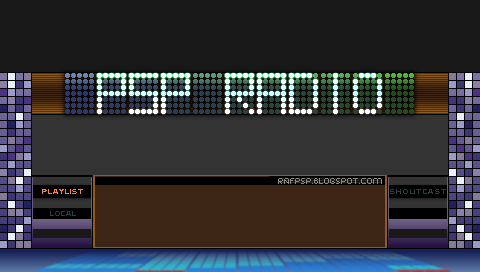 PSP RADIO
RAFPSP.BLOGSPOT.COM
PLAYLIST
SHOUTCAST
LOCAL